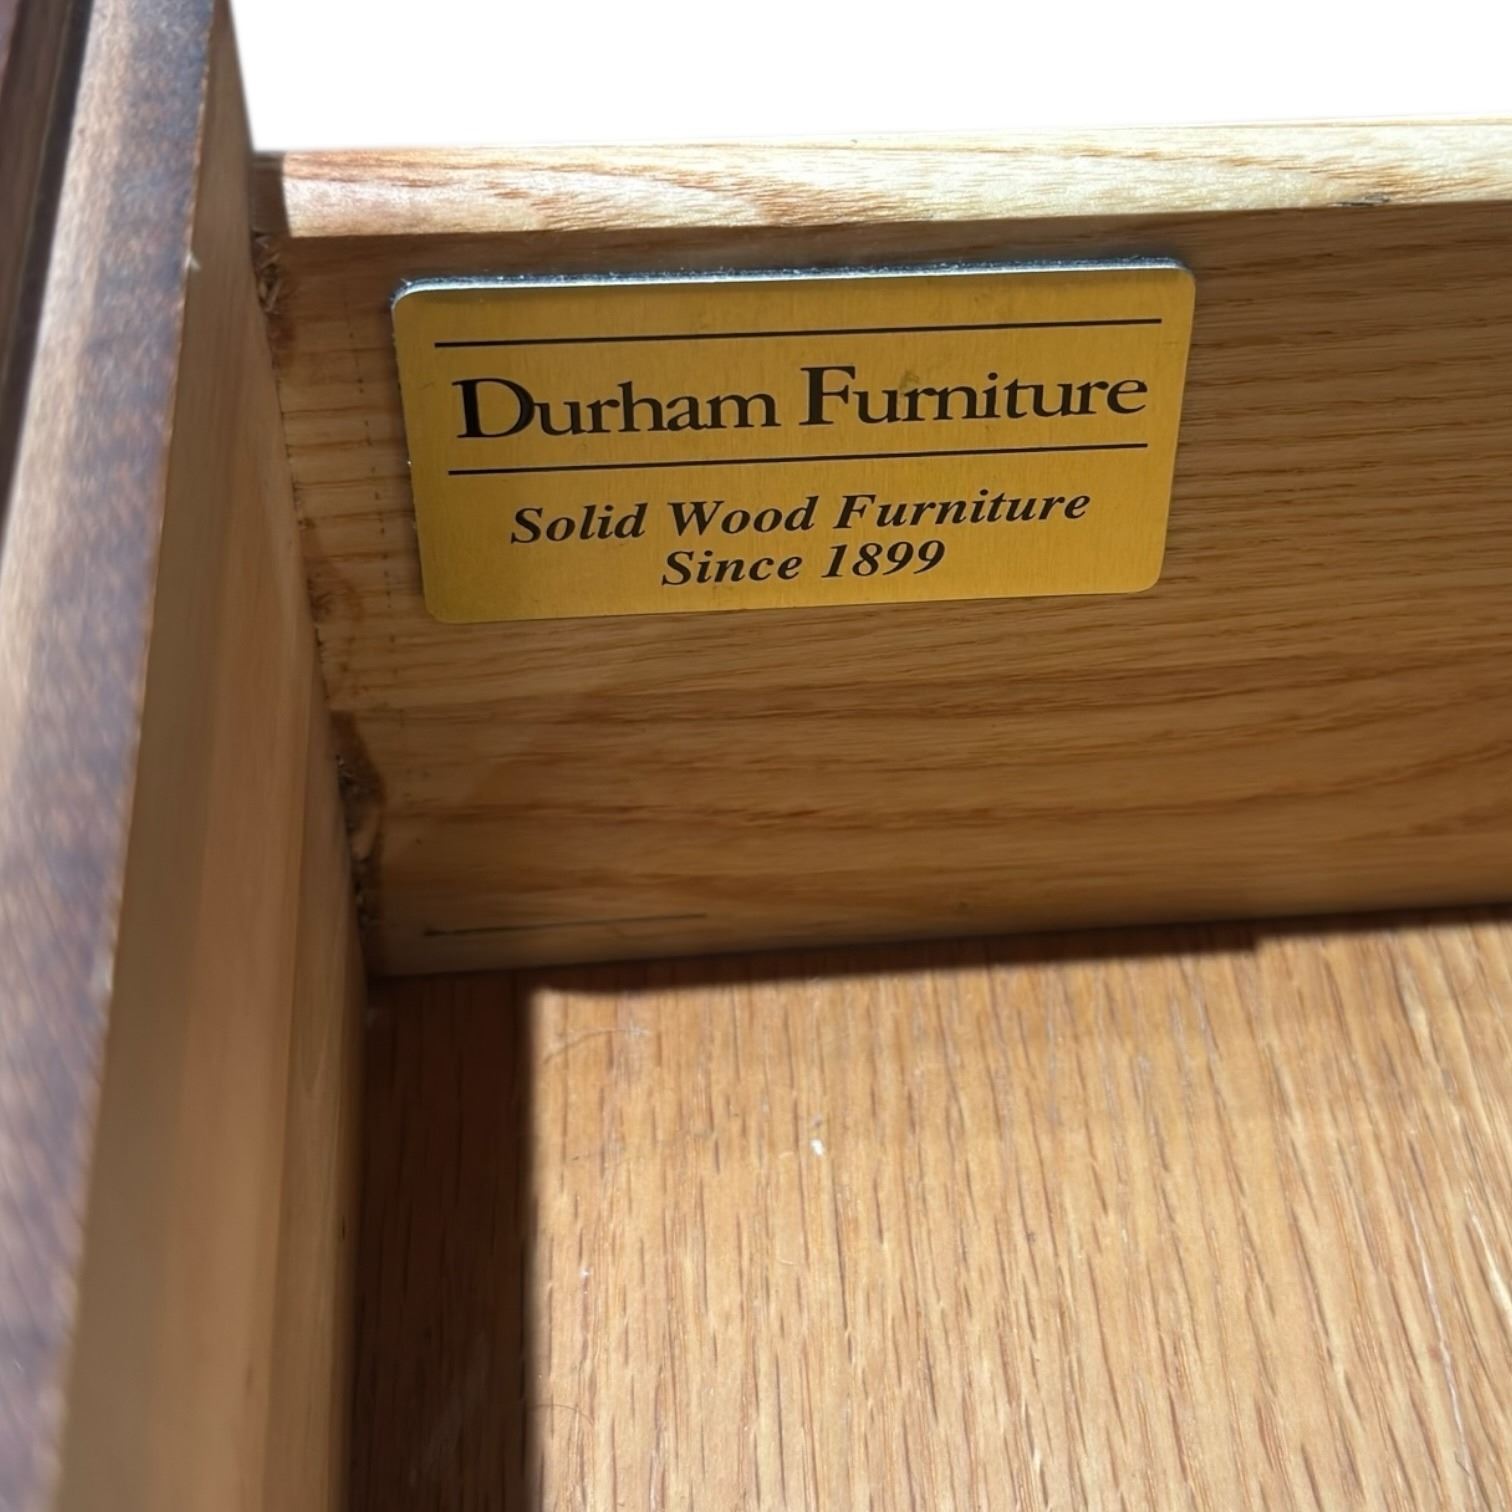 Durham Furniture
Solid Wood Furniture
Since 1899